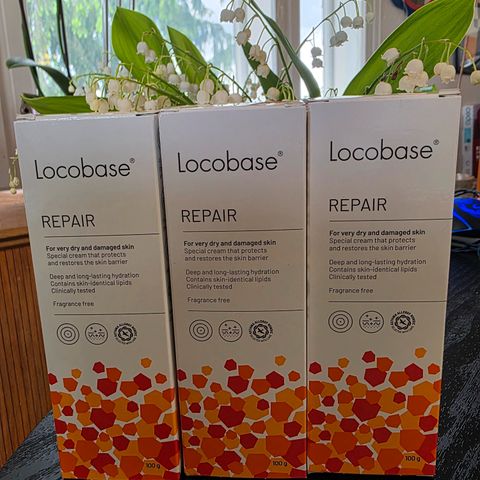 Locobase®
REPAIR
For very dry and damaged skin
Special cream that protects
and restores the skin barrier
Deep and long-lasting hydration
Contains skin-identical lipids
Clinically tested
Fragrance free
100 g
Locobase®
REPAIR
For very dry and damaged skin
Special cream that protects
and restores the skin barrier
Deep and long-lasting hydration
Contains skin-identical lipids
Clinically tested
Fragrance free
100 g
Locobase®
REPAIR
For very dry and damaged skin
Special cream that protects
and restores the skin barrier
Deep and long-lasting hydration
Contains skin-identical lipids
Clinically tested
Fragrance free
100 g